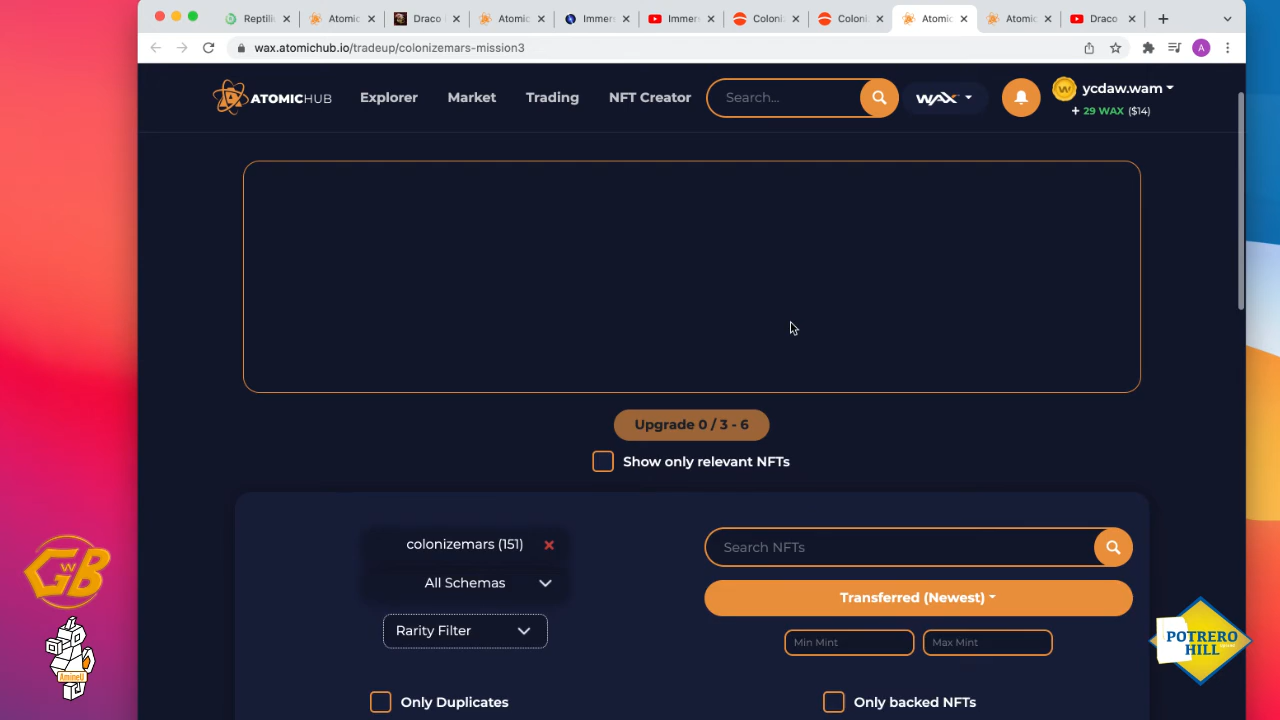 Reptili
Atomic
Draco
Atomic
Immers
Immer
Coloni
Coloni
Atomic
Atomic
Draco
wax.atomichub.io/tradeup/colonizemars-mission3
A
ATOMICHUB
Explorer
Market
Trading
NFT Creator
Search...
WAX
ycdaw.wam
+ 29 WAX ($14)
Upgrade 0 / 3 - 6
Show only relevant NFTs
colonizemars (151)
Search NFTs
All Schemas
Transferred (Newest)
Rarity Filter
Min Mint
Max Mint
Only Duplicates
Only backed NFTs
GWB
Aminell
POTRERO
HILL